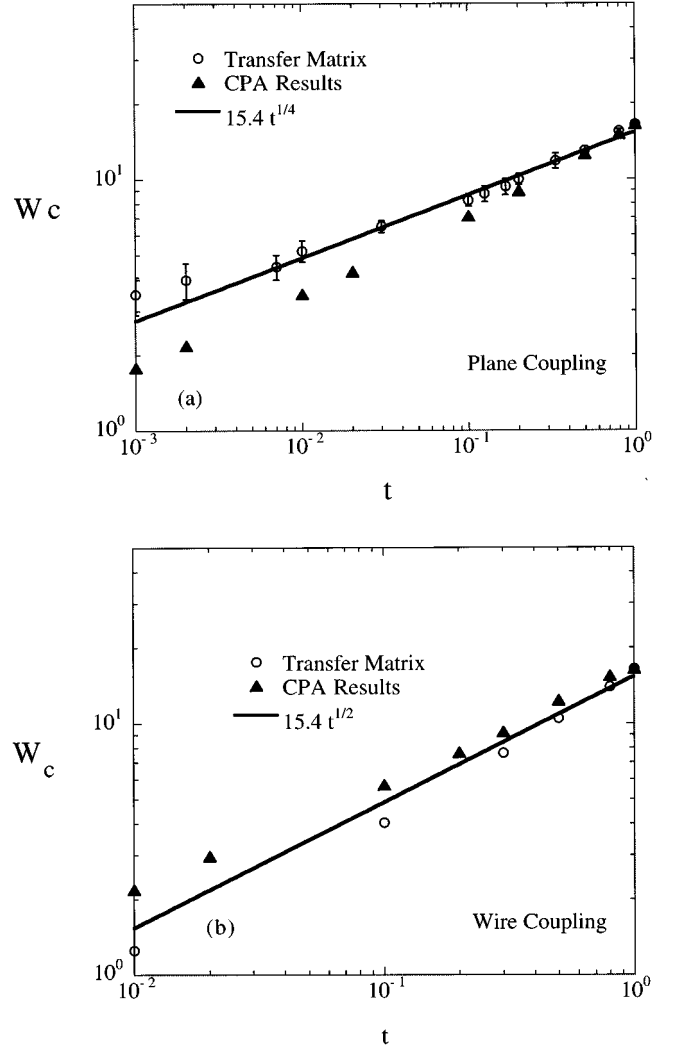 Transfer Matrix
CPA Results
15.4 t^{1/4}
10^1
Wc
Plane Coupling
(a)
10^0
10^{-3} 10^{-2} 10^{-1} 10^0
t
Transfer Matrix
CPA Results
15.4 t^{1/2}
10^1
W_c
Wire Coupling
(b)
10^0
10^{-2} 10^{-1} 10^0
t